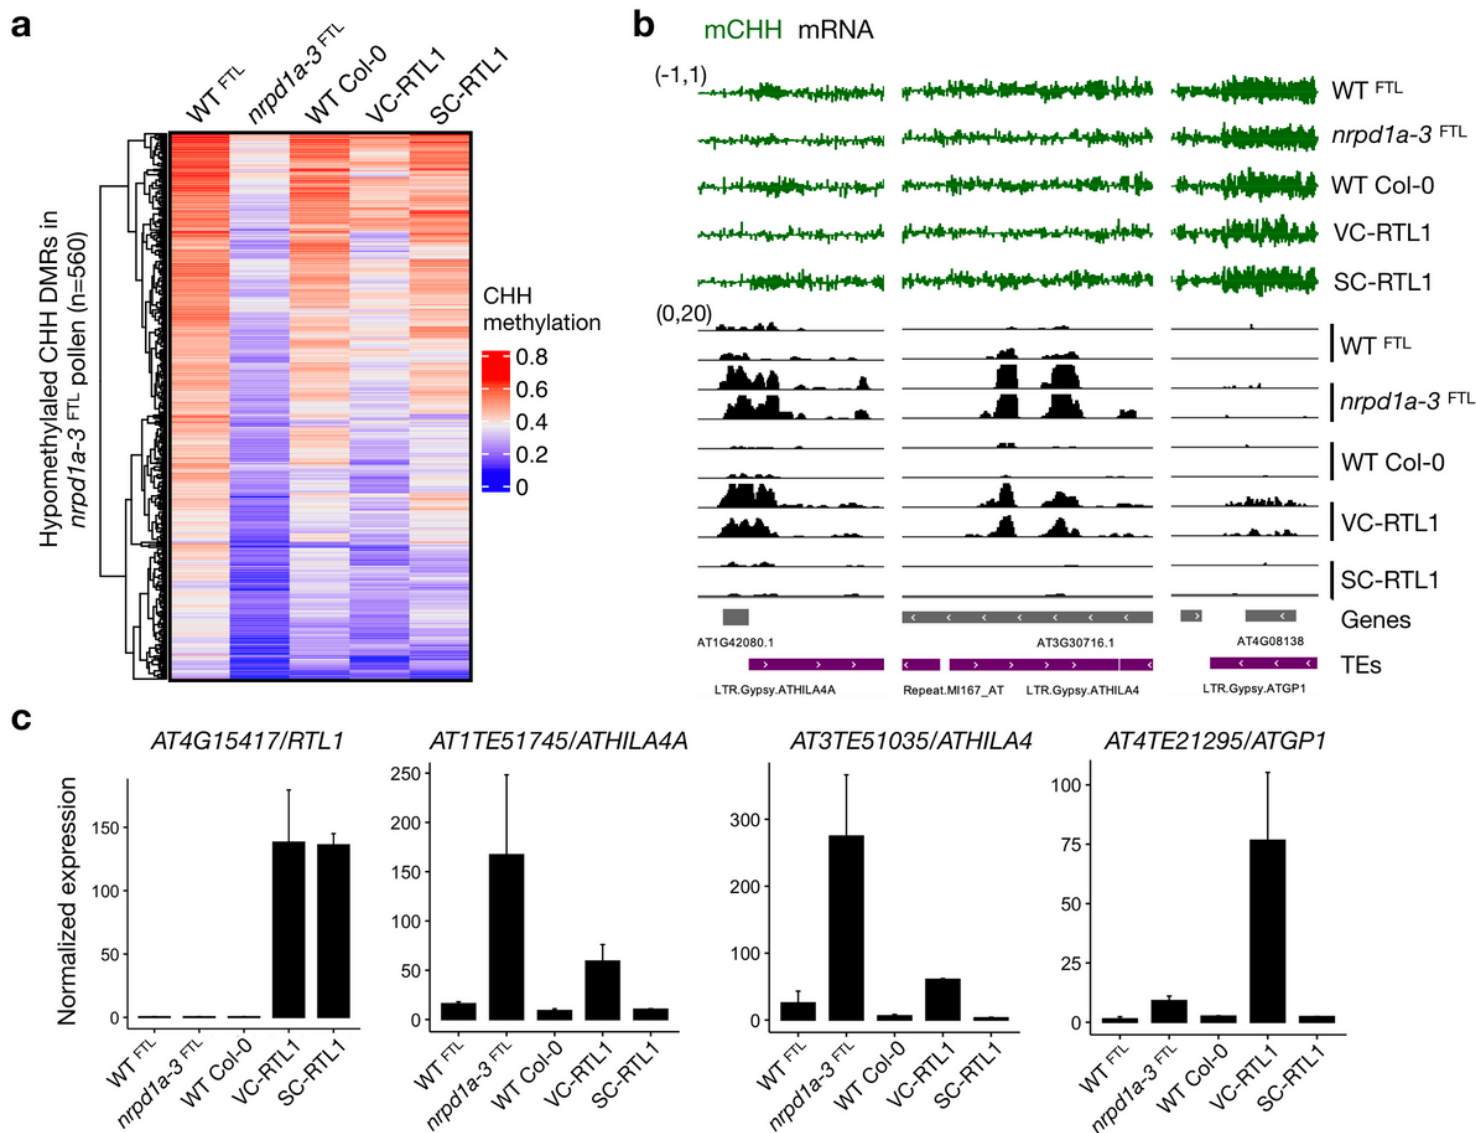 a
WT FTL
nrpd1a-3 FTL
WT Col-0
VC-RTL1
SC-RTL1
Hypomethylated CHH DMRs in
nrpd1a-3 FTL pollen (n=560)
CHH
methylation
0.8
0.6
0.4
0.2
0
b
mCHH mRNA
(-1,1)
WT FTL
nrpd1a-3 FTL
WT Col-0
VC-RTL1
SC-RTL1
(0,20)
WT FTL
nrpd1a-3 FTL
WT Col-0
VC-RTL1
SC-RTL1
Genes
AT1G42080.1 AT3G30716.1 AT4G08138
TEs
LTR.Gypsy.ATHILA4A Repeat.MI167_AT LTR.Gypsy.ATHILA4 LTR.Gypsy.ATGP1
c
Normalized expression
AT4G15417/RTL1
150
100
50
0
WT FTL
nrpd1a-3 FTL
WT Col-0
VC-RTL1
SC-RTL1
AT1TE51745/ATHILA4A
250
200
150
100
50
0
WT FTL
nrpd1a-3 FTL
WT Col-0
VC-RTL1
SC-RTL1
AT3TE51035/ATHILA4
300
200
100
0
WT FTL
nrpd1a-3 FTL
WT Col-0
VC-RTL1
SC-RTL1
AT4TE21295/ATGP1
100
75
50
25
0
WT FTL
nrpd1a-3 FTL
WT Col-0
VC-RTL1
SC-RTL1